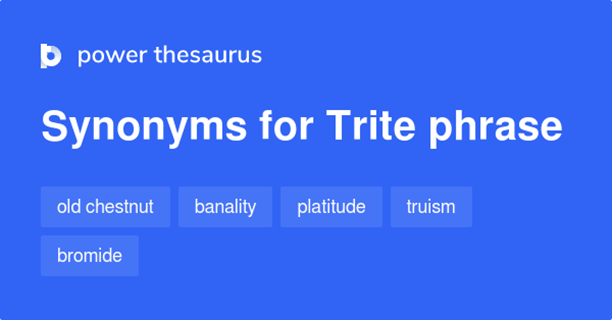 power thesaurus
Synonyms for Trite phrase
old chestnut banality platitude truism
bromide